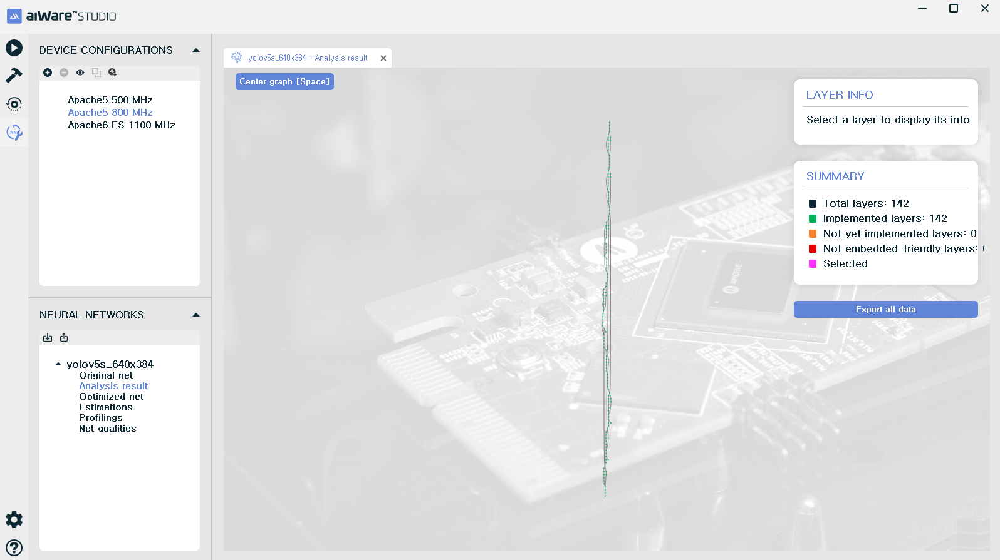 aiWare™STUDIO
DEVICE CONFIGURATIONS
Apache5 500 MHz
Apache5 800 MHz
Apache6 ES 1100 MHz
NEURAL NETWORKS
yolov5s_640x384
Original net
Analysis result
Optimized net
Estimations
Profilings
Net qualities
yolov5s_640x384 - Analysis result
Center graph [Space]
LAYER INFO
Select a layer to display its info
SUMMARY
Total layers: 142
Implemented layers: 142
Not yet implemented layers: 0
Not embedded-friendly layers:
Selected
Export all data
AIMOTIVE